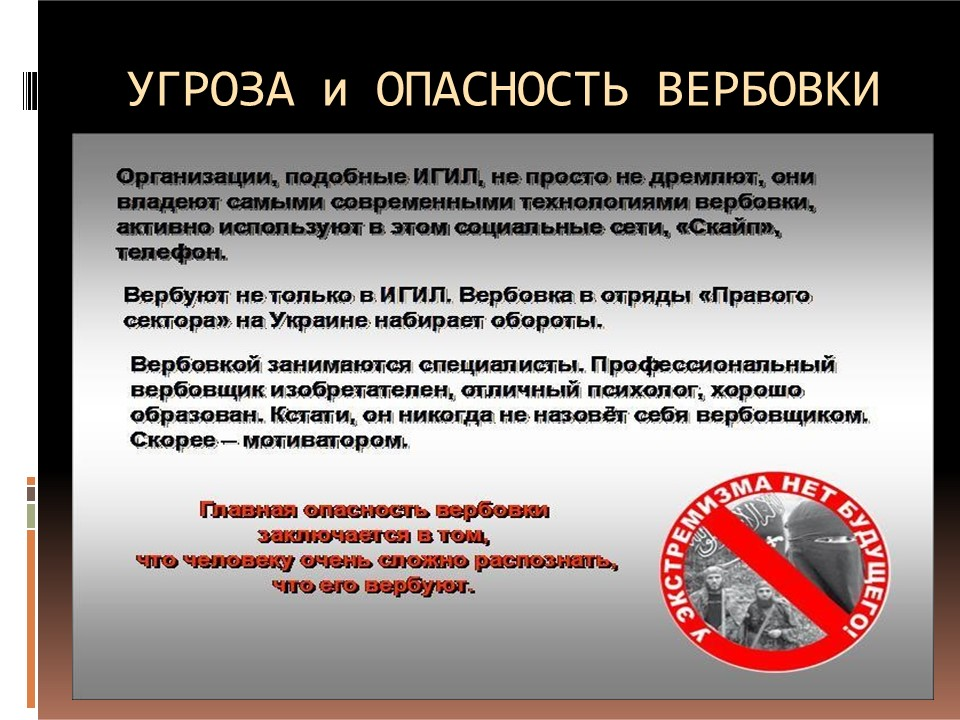 УГРОЗА и ОПАСНОСТЬ ВЕРБОВКИ
Организации, подобные ИГИЛ, не просто не дремлют, они
владеют самыми современными технологиями вербовки,
активно используют в этом социальные сети, «Скайп»,
телефон.
Вербуют не только в ИГИЛ. Вербовка в отряды «Правого
сектора» на Украине набирает обороты.
Вербовкой занимаются специалисты. Профессиональный
вербовщик изобретателен, отличный психолог, хорошо
образован. Кстати, он никогда не назовёт себя вербовщиком.
Скорее – мотиватором.
Главная опасность вербовки
заключается в том,
что человеку очень сложно распознать,
что его вербуют.
У ЭКСТРЕМИЗМА НЕТ БУДУЩЕГО!